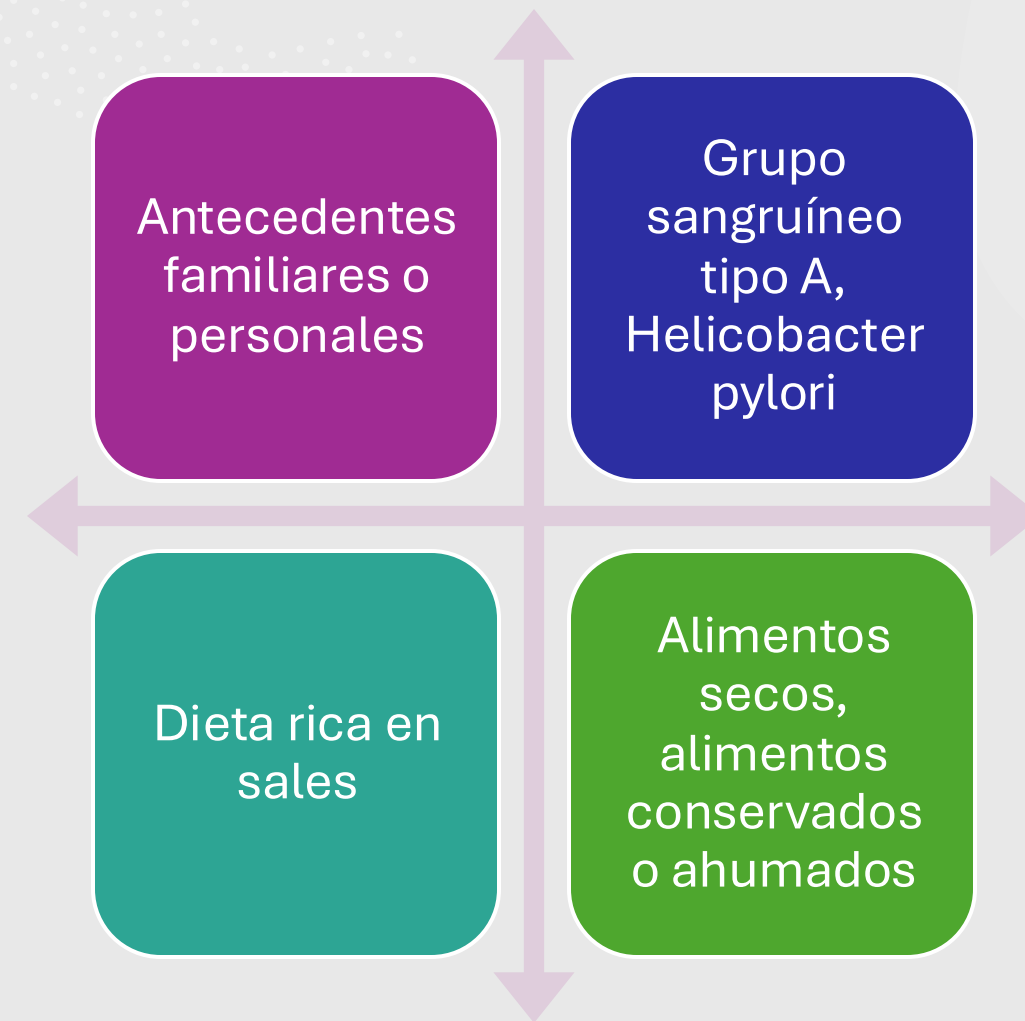 Antecedentes
familiares o
personales
Grupo
sangruíneo
tipo A,
Helicobacter
pylori
Dieta rica en
sales
Alimentos
secos,
alimentos
conservados
o ahumados